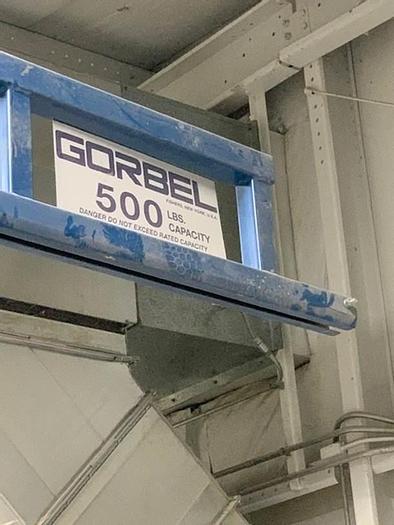 GORBEL
FISHERS, NEW YORK, U.S.A.
500 LBS. CAPACITY
DANGER DO NOT EXCEED RATED CAPACITY